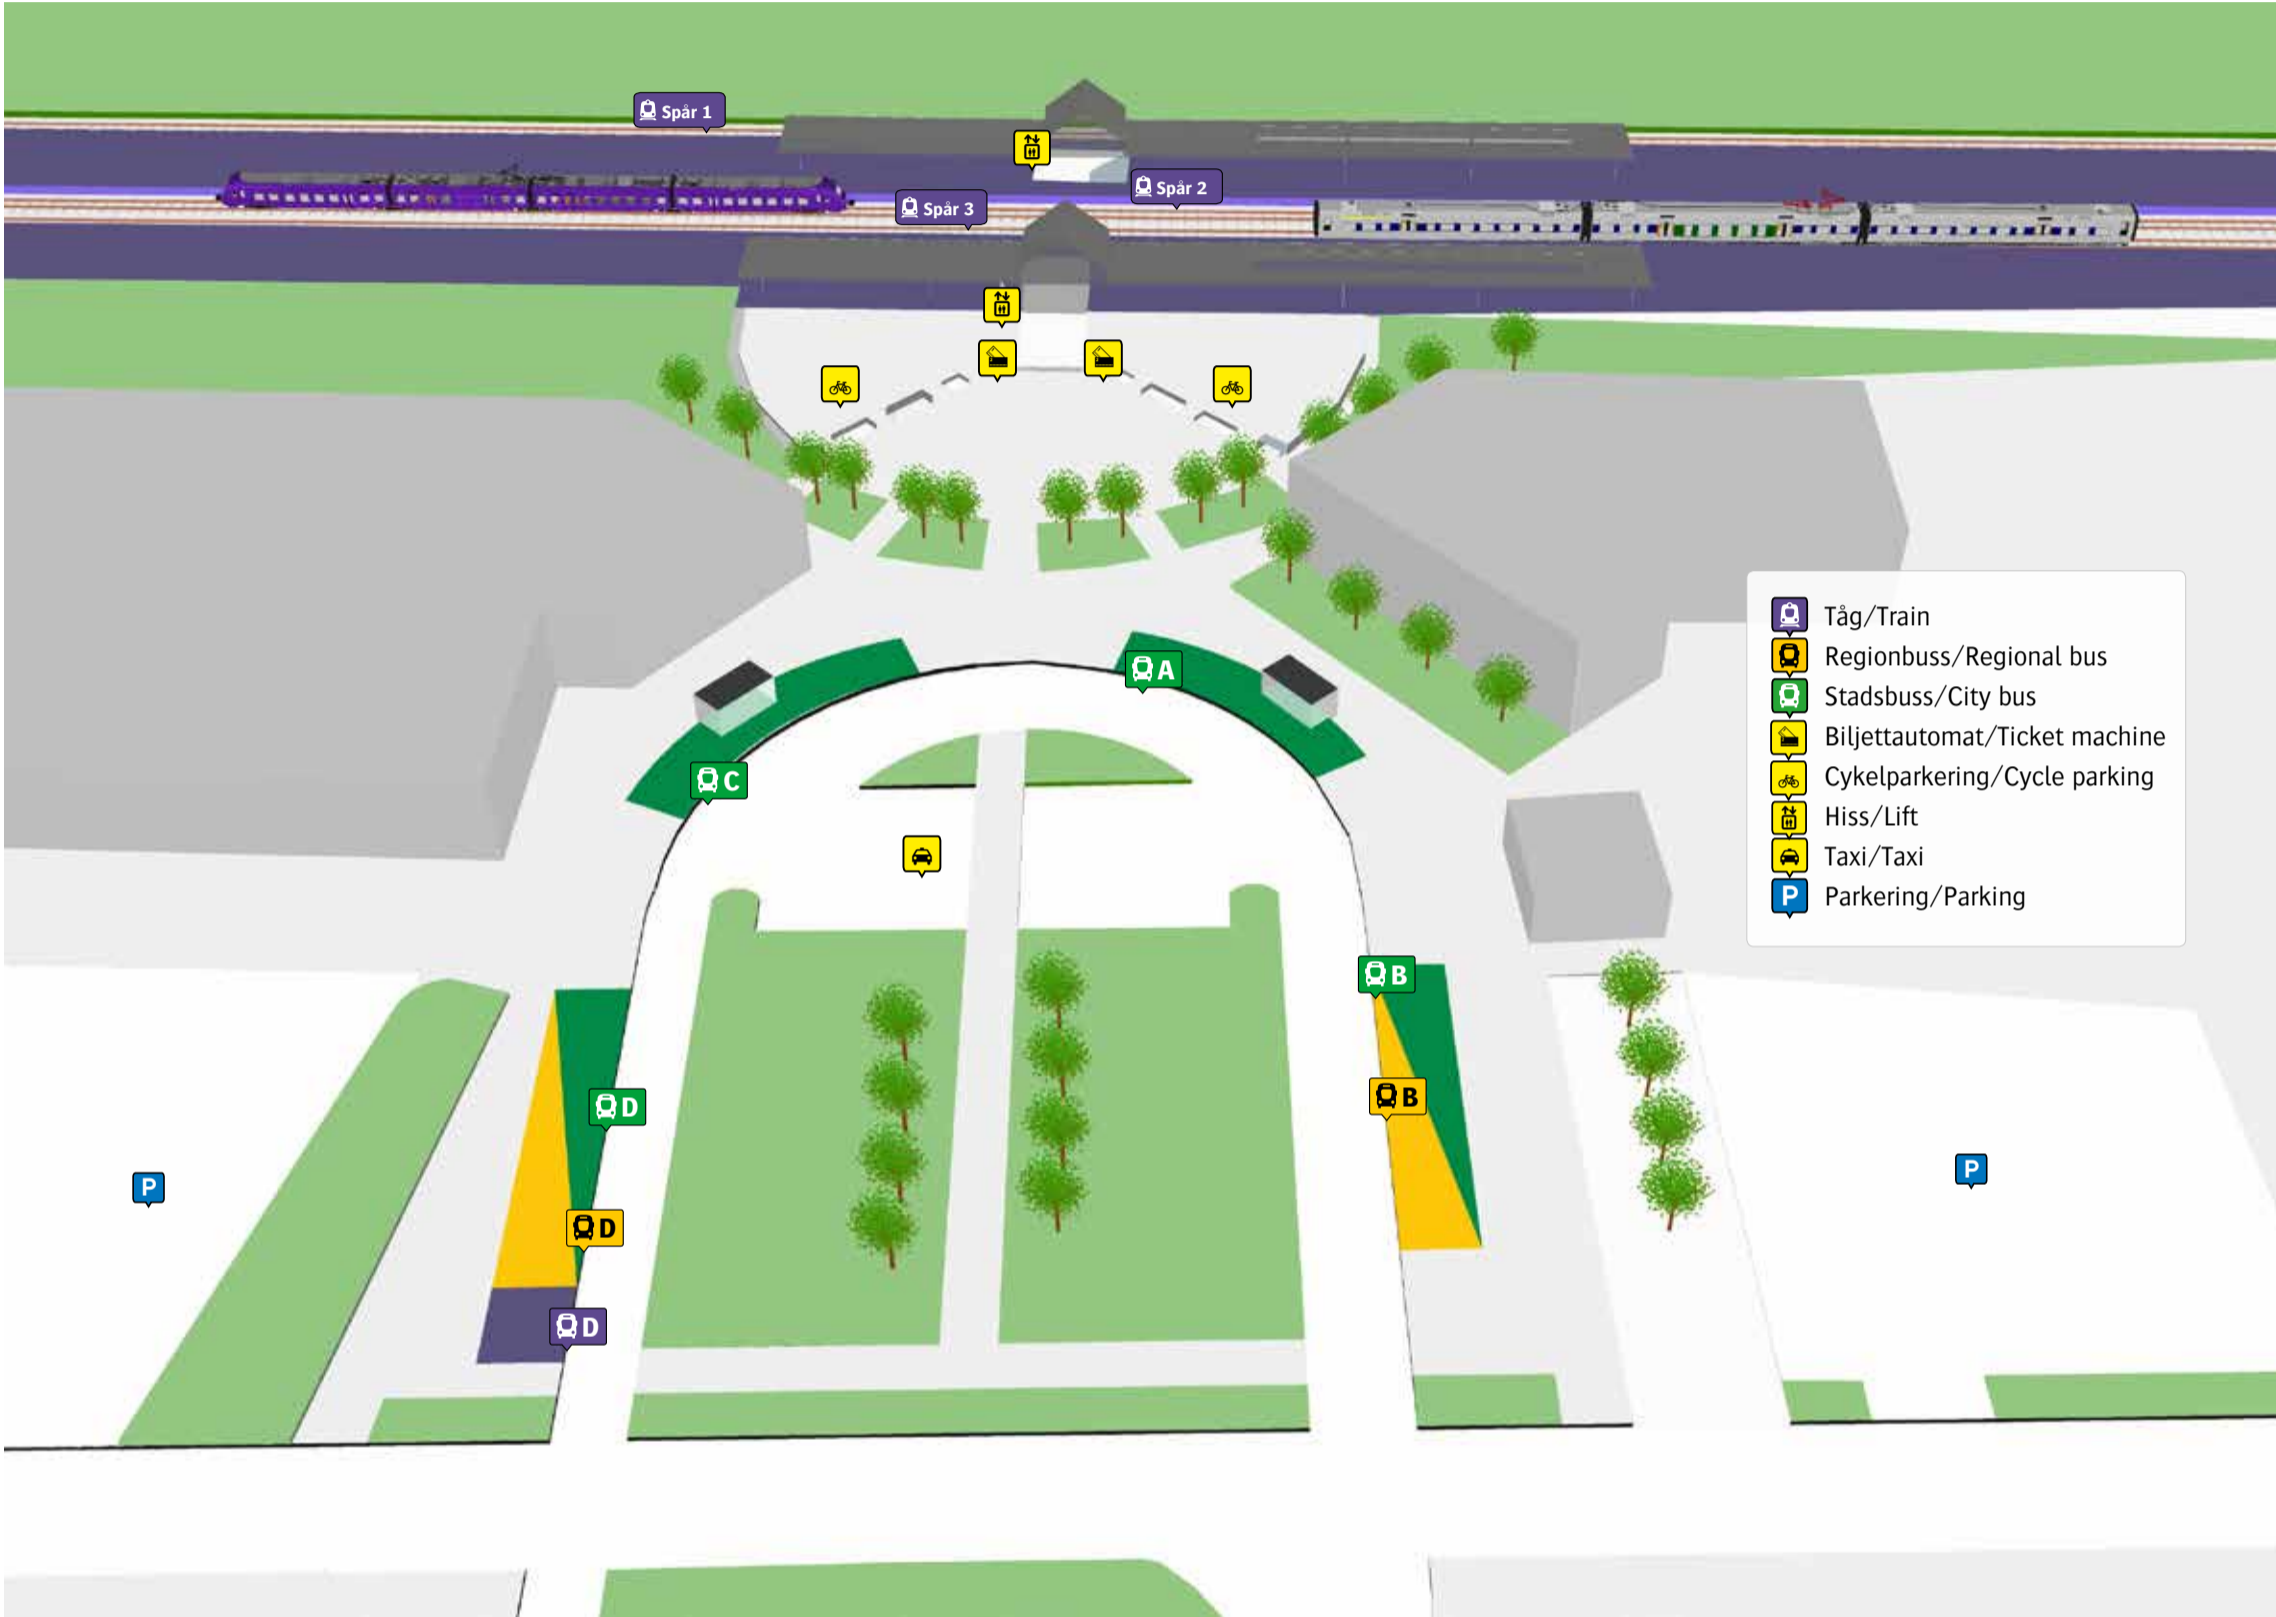 Spår 1
Spår 2
Spår 3
A
C
B
D
B
D
D
P
P
Tåg/Train
Regionbuss/Regional bus
Stadsbuss/City bus
Biljettautomat/Ticket machine
Cykelparkering/Cycle parking
Hiss/Lift
Taxi/Taxi
P Parkering/Parking